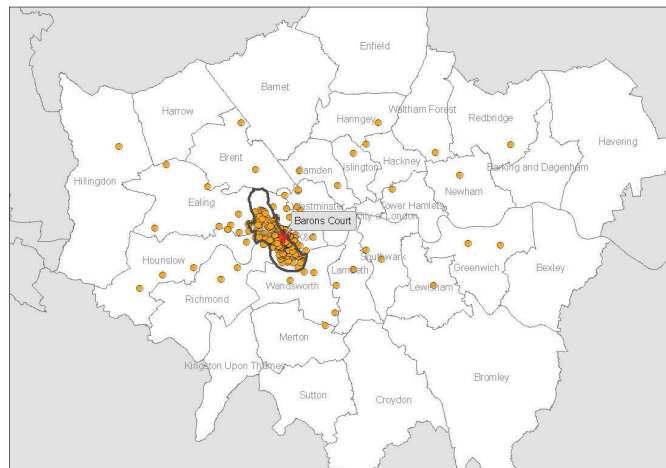 Enfield
Barnet
Harrow
Haringey
Waltham Forest
Redbridge
Havering
Brent
Camden
Islington
Hackney
Barking and Dagenham
Hillingdon
Newham
Ealing
Westminster
Tower Hamlets
City of London
Barons Court
Hounslow
Southwark
Lambeth
Greenwich
Bexley
Richmond
Wandsworth
Lewisham
Merton
Kingston Upon Thames
Bromley
Sutton
Croydon